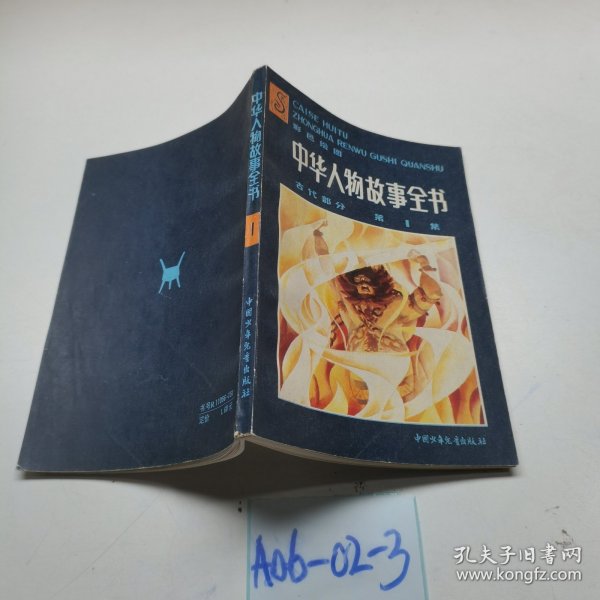 S
CAISE HUITU
ZHONGHUA RENWU GUSHI QUANSHU
彩色绘图
中华人物故事全书
古代部分 第1集
中国少年儿童出版社
中华人物故事全书
1
中国少年儿童出版社
定价
A06-02-3
孔夫子旧书网
www.kongfz.com